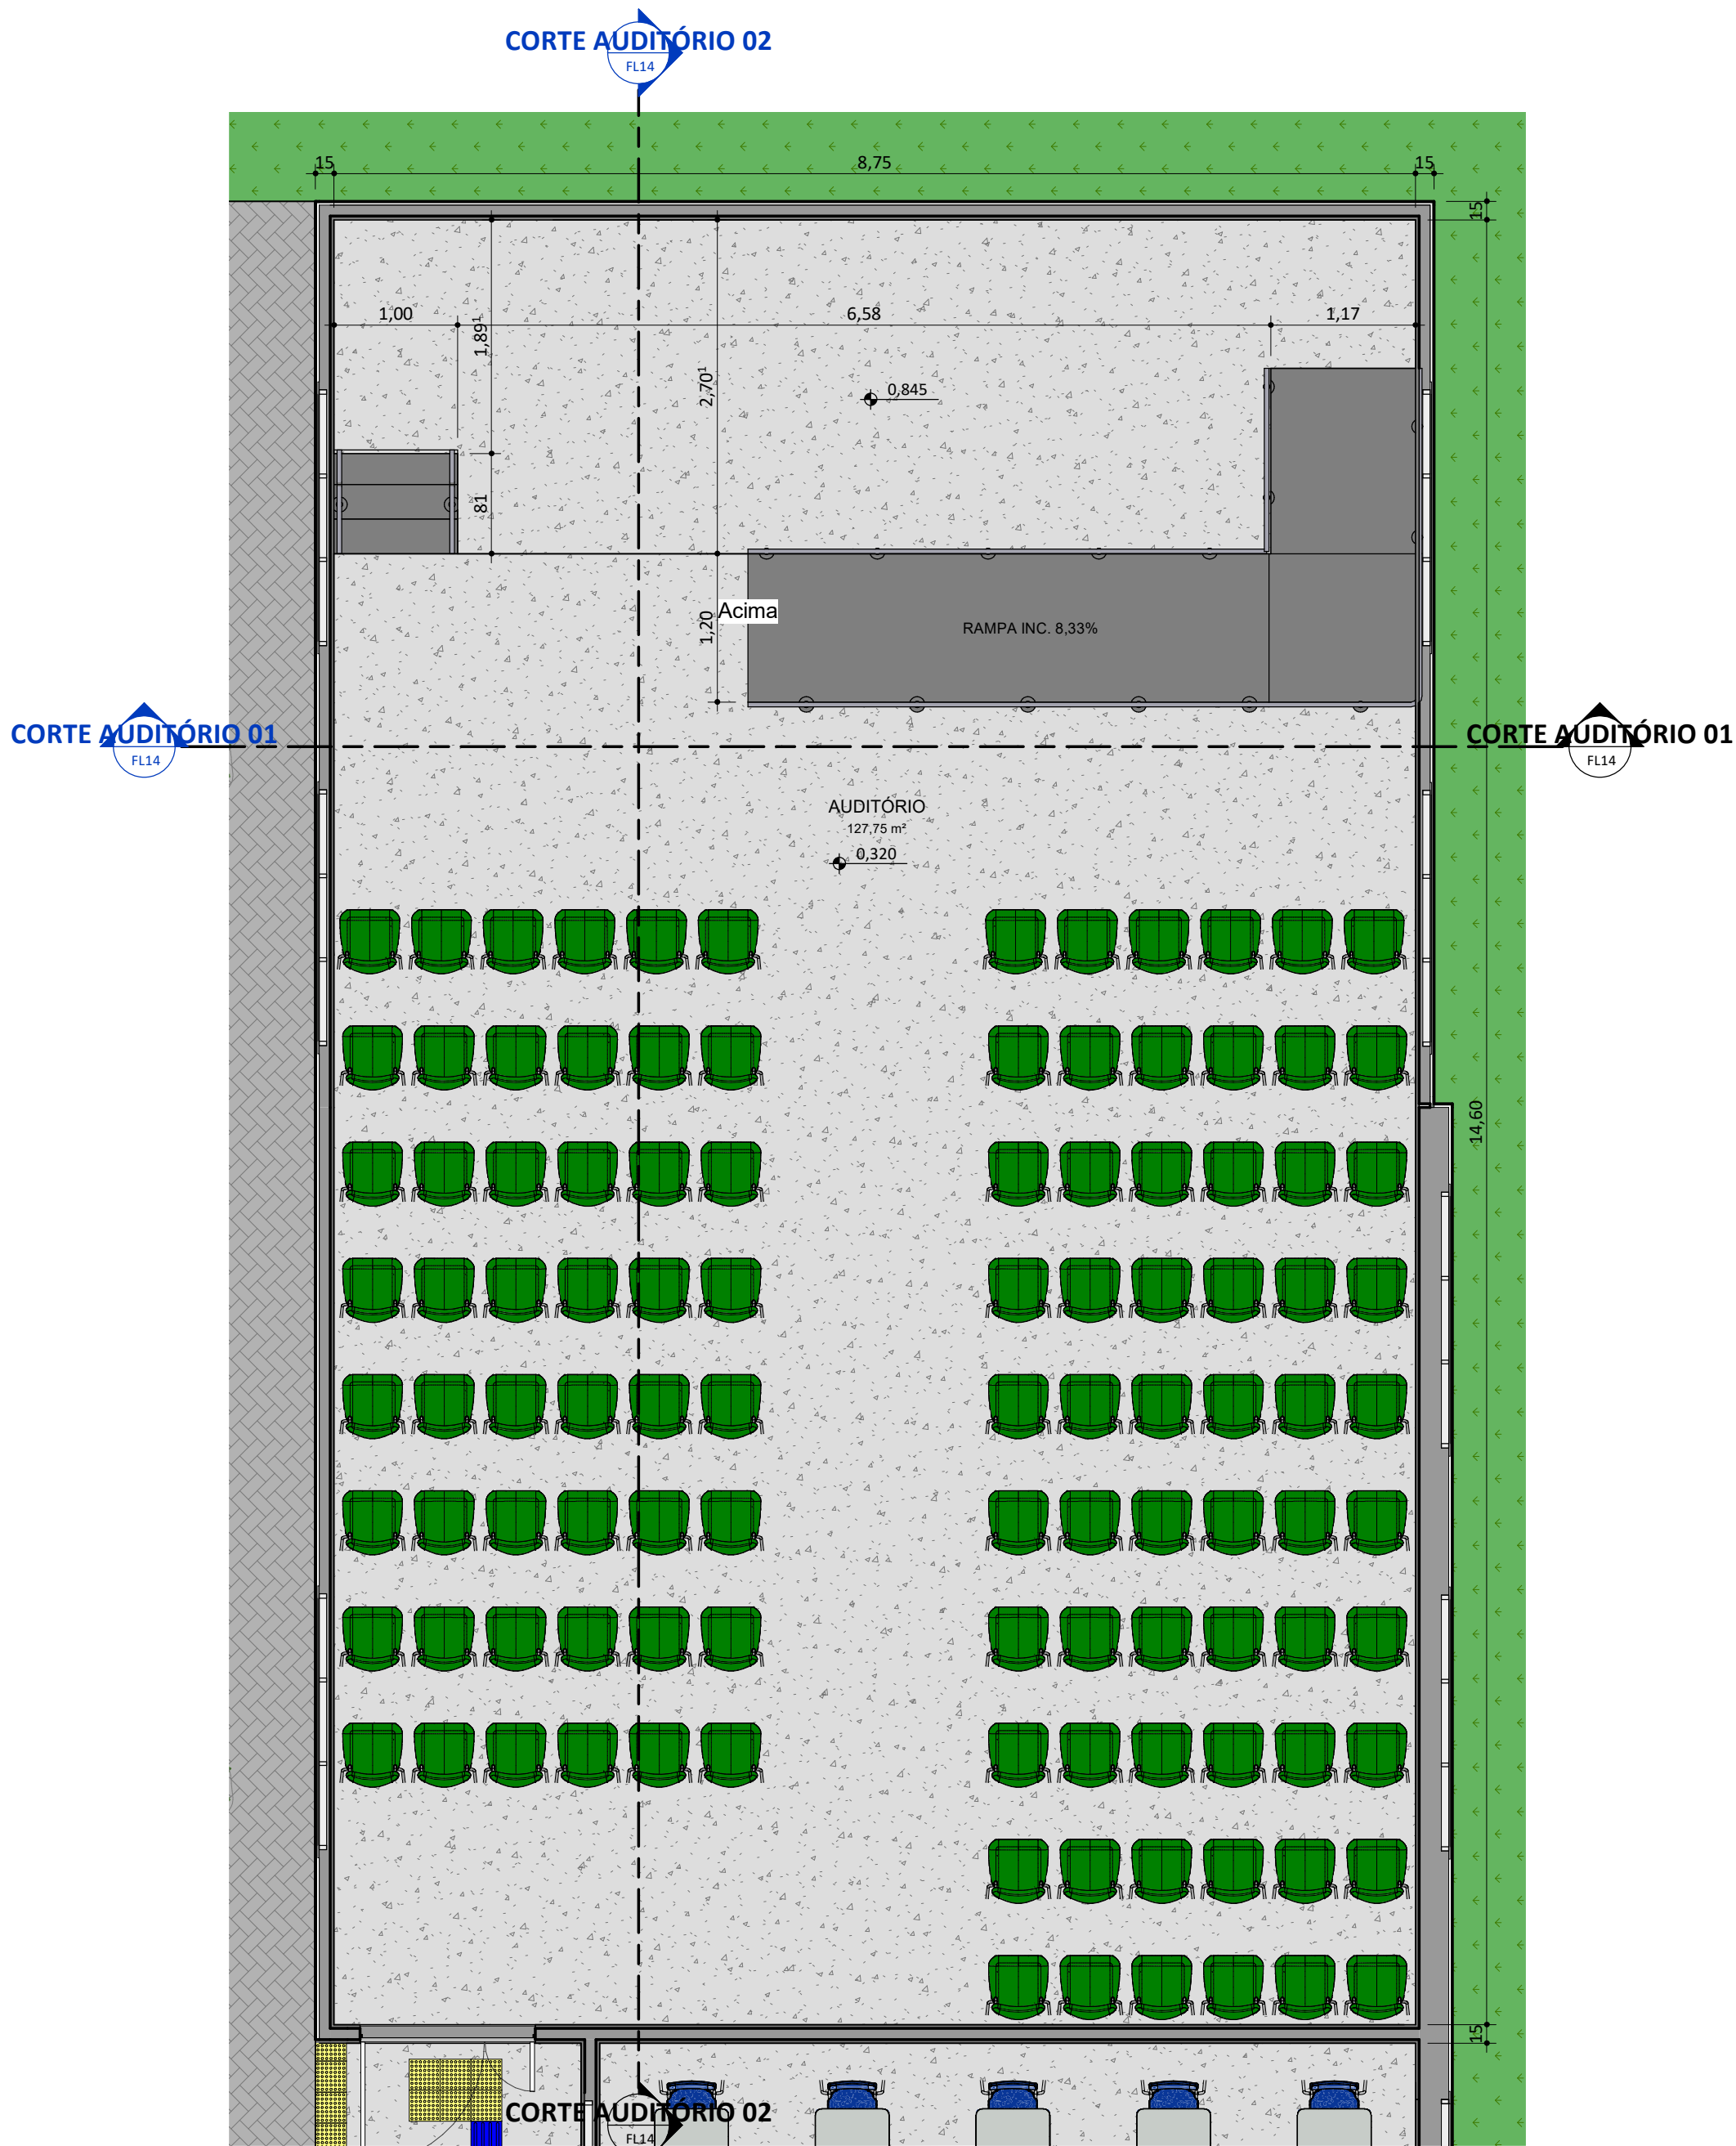 CORTE AUDITÓRIO 02
FL14
15
8,75
15
15
1,00
6,58
1,17
1,89¹
2,70¹
0,845
81
Acima
1,20
RAMPA INC. 8,33%
CORTE AUDITÓRIO 01
FL14
CORTE AUDITÓRIO 01
FL14
AUDITÓRIO
127,75 m²
0,320
14,60
15
CORTE AUDITÓRIO 02
FL14